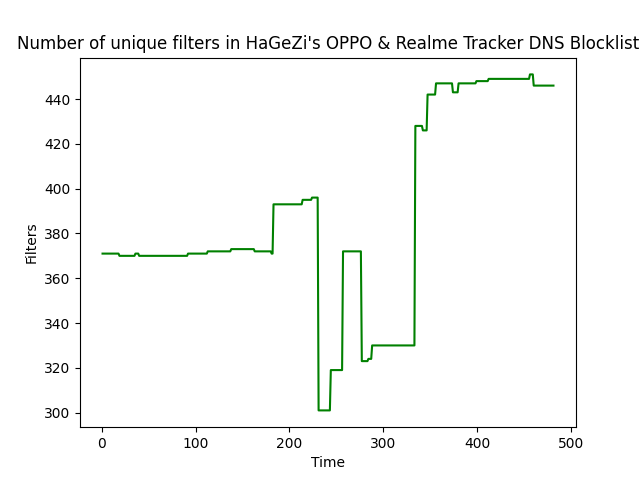 Number of unique filters in HaGeZi's OPPO & Realme Tracker DNS Blocklist
440
420
400
380
360
340
320
300
Filters
0 100 200 300 400 500
Time